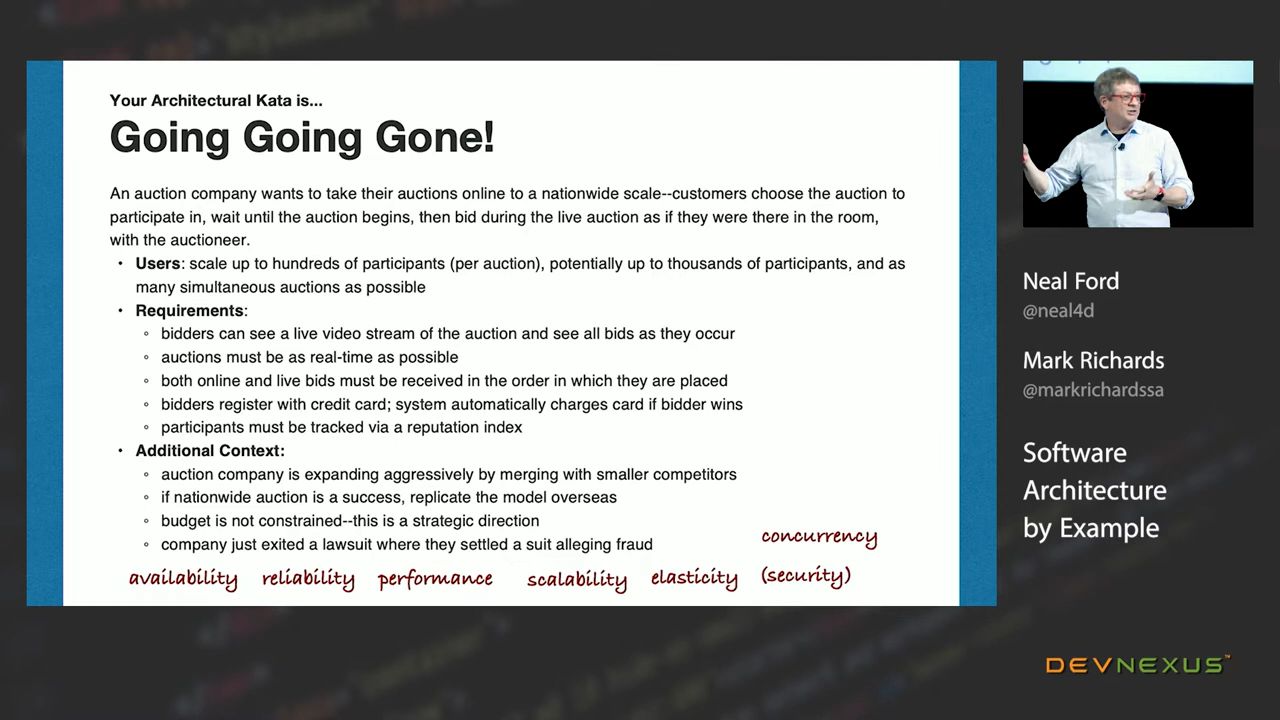 Your Architectural Kata is...
Going Going Gone!
An auction company wants to take their auctions online to a nationwide scale--customers choose the auction to
participate in, wait until the auction begins, then bid during the live auction as if they were there in the room,
with the auctioneer.
• Users: scale up to hundreds of participants (per auction), potentially up to thousands of participants, and as
many simultaneous auctions as possible
• Requirements:
◦ bidders can see a live video stream of the auction and see all bids as they occur
◦ auctions must be as real-time as possible
◦ both online and live bids must be received in the order in which they are placed
◦ bidders register with credit card; system automatically charges card if bidder wins
◦ participants must be tracked via a reputation index
• Additional Context:
◦ auction company is expanding aggressively by merging with smaller competitors
◦ if nationwide auction is a success, replicate the model overseas
◦ budget is not constrained--this is a strategic direction
◦ company just exited a lawsuit where they settled a suit alleging fraud
concurrency
availability reliability performance scalability elasticity (security)
Neal Ford
@neal4d
Mark Richards
@markrichardssa
Software
Architecture
by Example
DEVNEXUS™